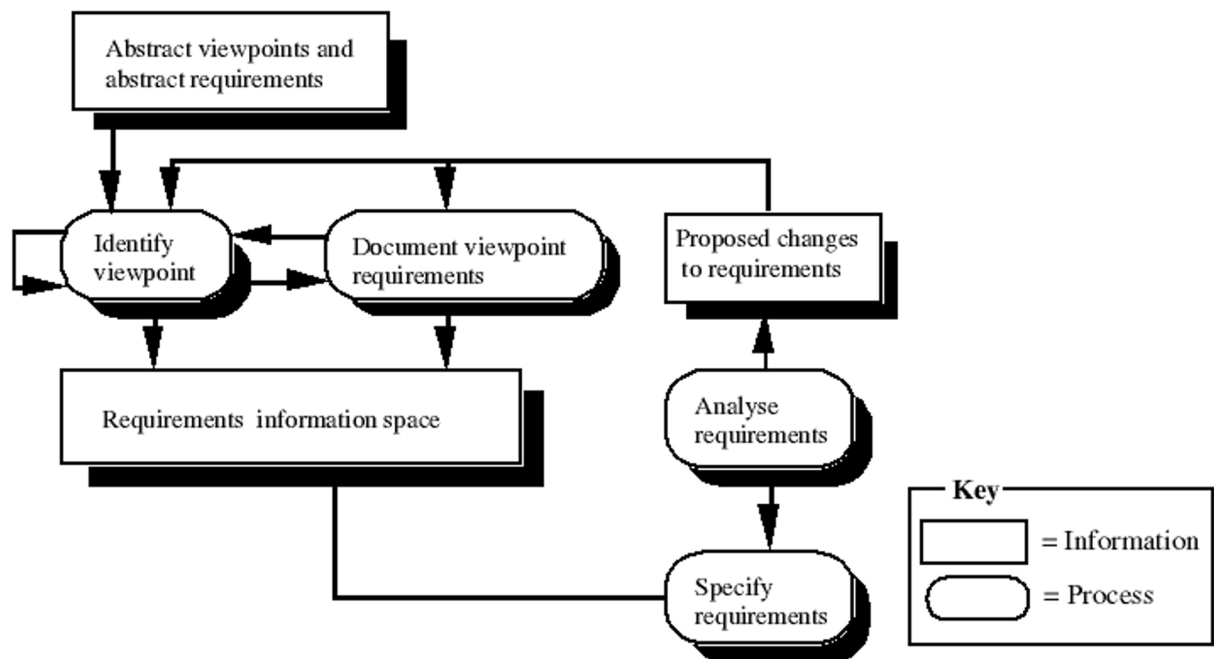 Abstract viewpoints and
abstract requirements
Identify
viewpoint
Document viewpoint
requirements
Proposed changes
to requirements
Requirements information space
Analyse
requirements
Key
= Information
Specify
requirements
= Process